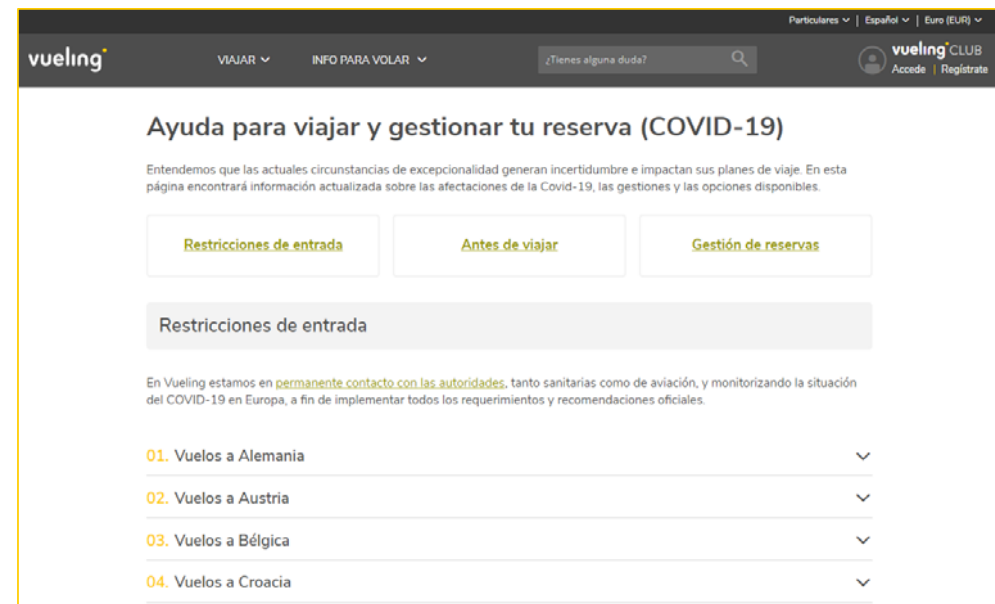 Particulares | Español | Euro (EUR)
vueling
VIAJAR
INFO PARA VOLAR
¿Tienes alguna duda?
vueling CLUB
Accede | Regístrate
Ayuda para viajar y gestionar tu reserva (COVID-19)
Entendemos que las actuales circunstancias de excepcionalidad generan incertidumbre e impactan sus planes de viaje. En esta
página encontrará información actualizada sobre las afectaciones de la Covid-19, las gestiones y las opciones disponibles.
Restricciones de entrada
Antes de viajar
Gestión de reservas
Restricciones de entrada
En Vueling estamos en permanente contacto con las autoridades, tanto sanitarias como de aviación, y monitorizando la situación
del COVID-19 en Europa, a fin de implementar todos los requerimientos y recomendaciones oficiales.
01. Vuelos a Alemania
02. Vuelos a Austria
03. Vuelos a Bélgica
04. Vuelos a Croacia